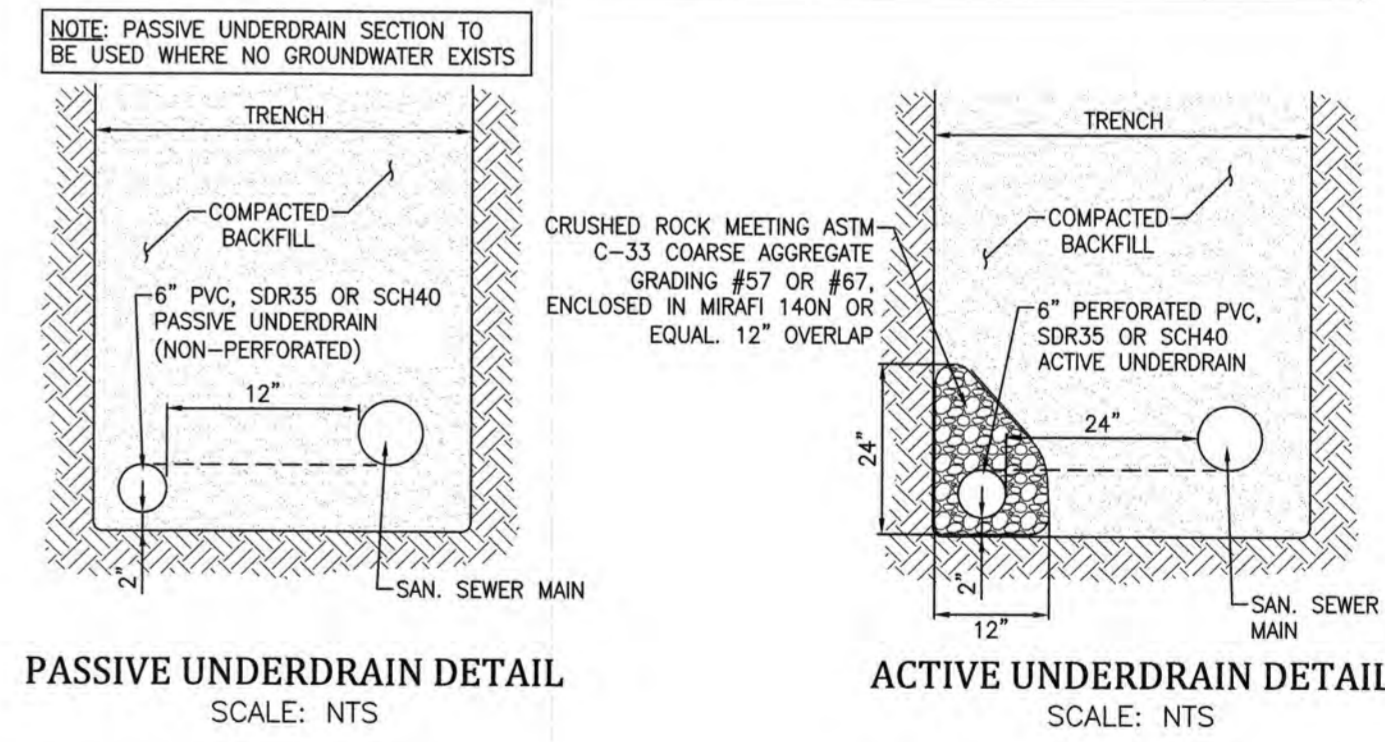 NOTE: PASSIVE UNDERDRAIN SECTION TO
BE USED WHERE NO GROUNDWATER EXISTS
TRENCH
COMPACTED
BACKFILL
6" PVC, SDR35 OR SCH40
PASSIVE UNDERDRAIN
(NON-PERFORATED)
12"
2"
SAN. SEWER MAIN
PASSIVE UNDERDRAIN DETAIL
SCALE: NTS
TRENCH
COMPACTED
BACKFILL
CRUSHED ROCK MEETING ASTM
C-33 COARSE AGGREGATE
GRADING #57 OR #67,
ENCLOSED IN MIRAFI 140N OR
EQUAL. 12" OVERLAP
6" PERFORATED PVC,
SDR35 OR SCH40
ACTIVE UNDERDRAIN
24"
24"
2"
12"
SAN. SEWER
MAIN
ACTIVE UNDERDRAIN DETAIL
SCALE: NTS